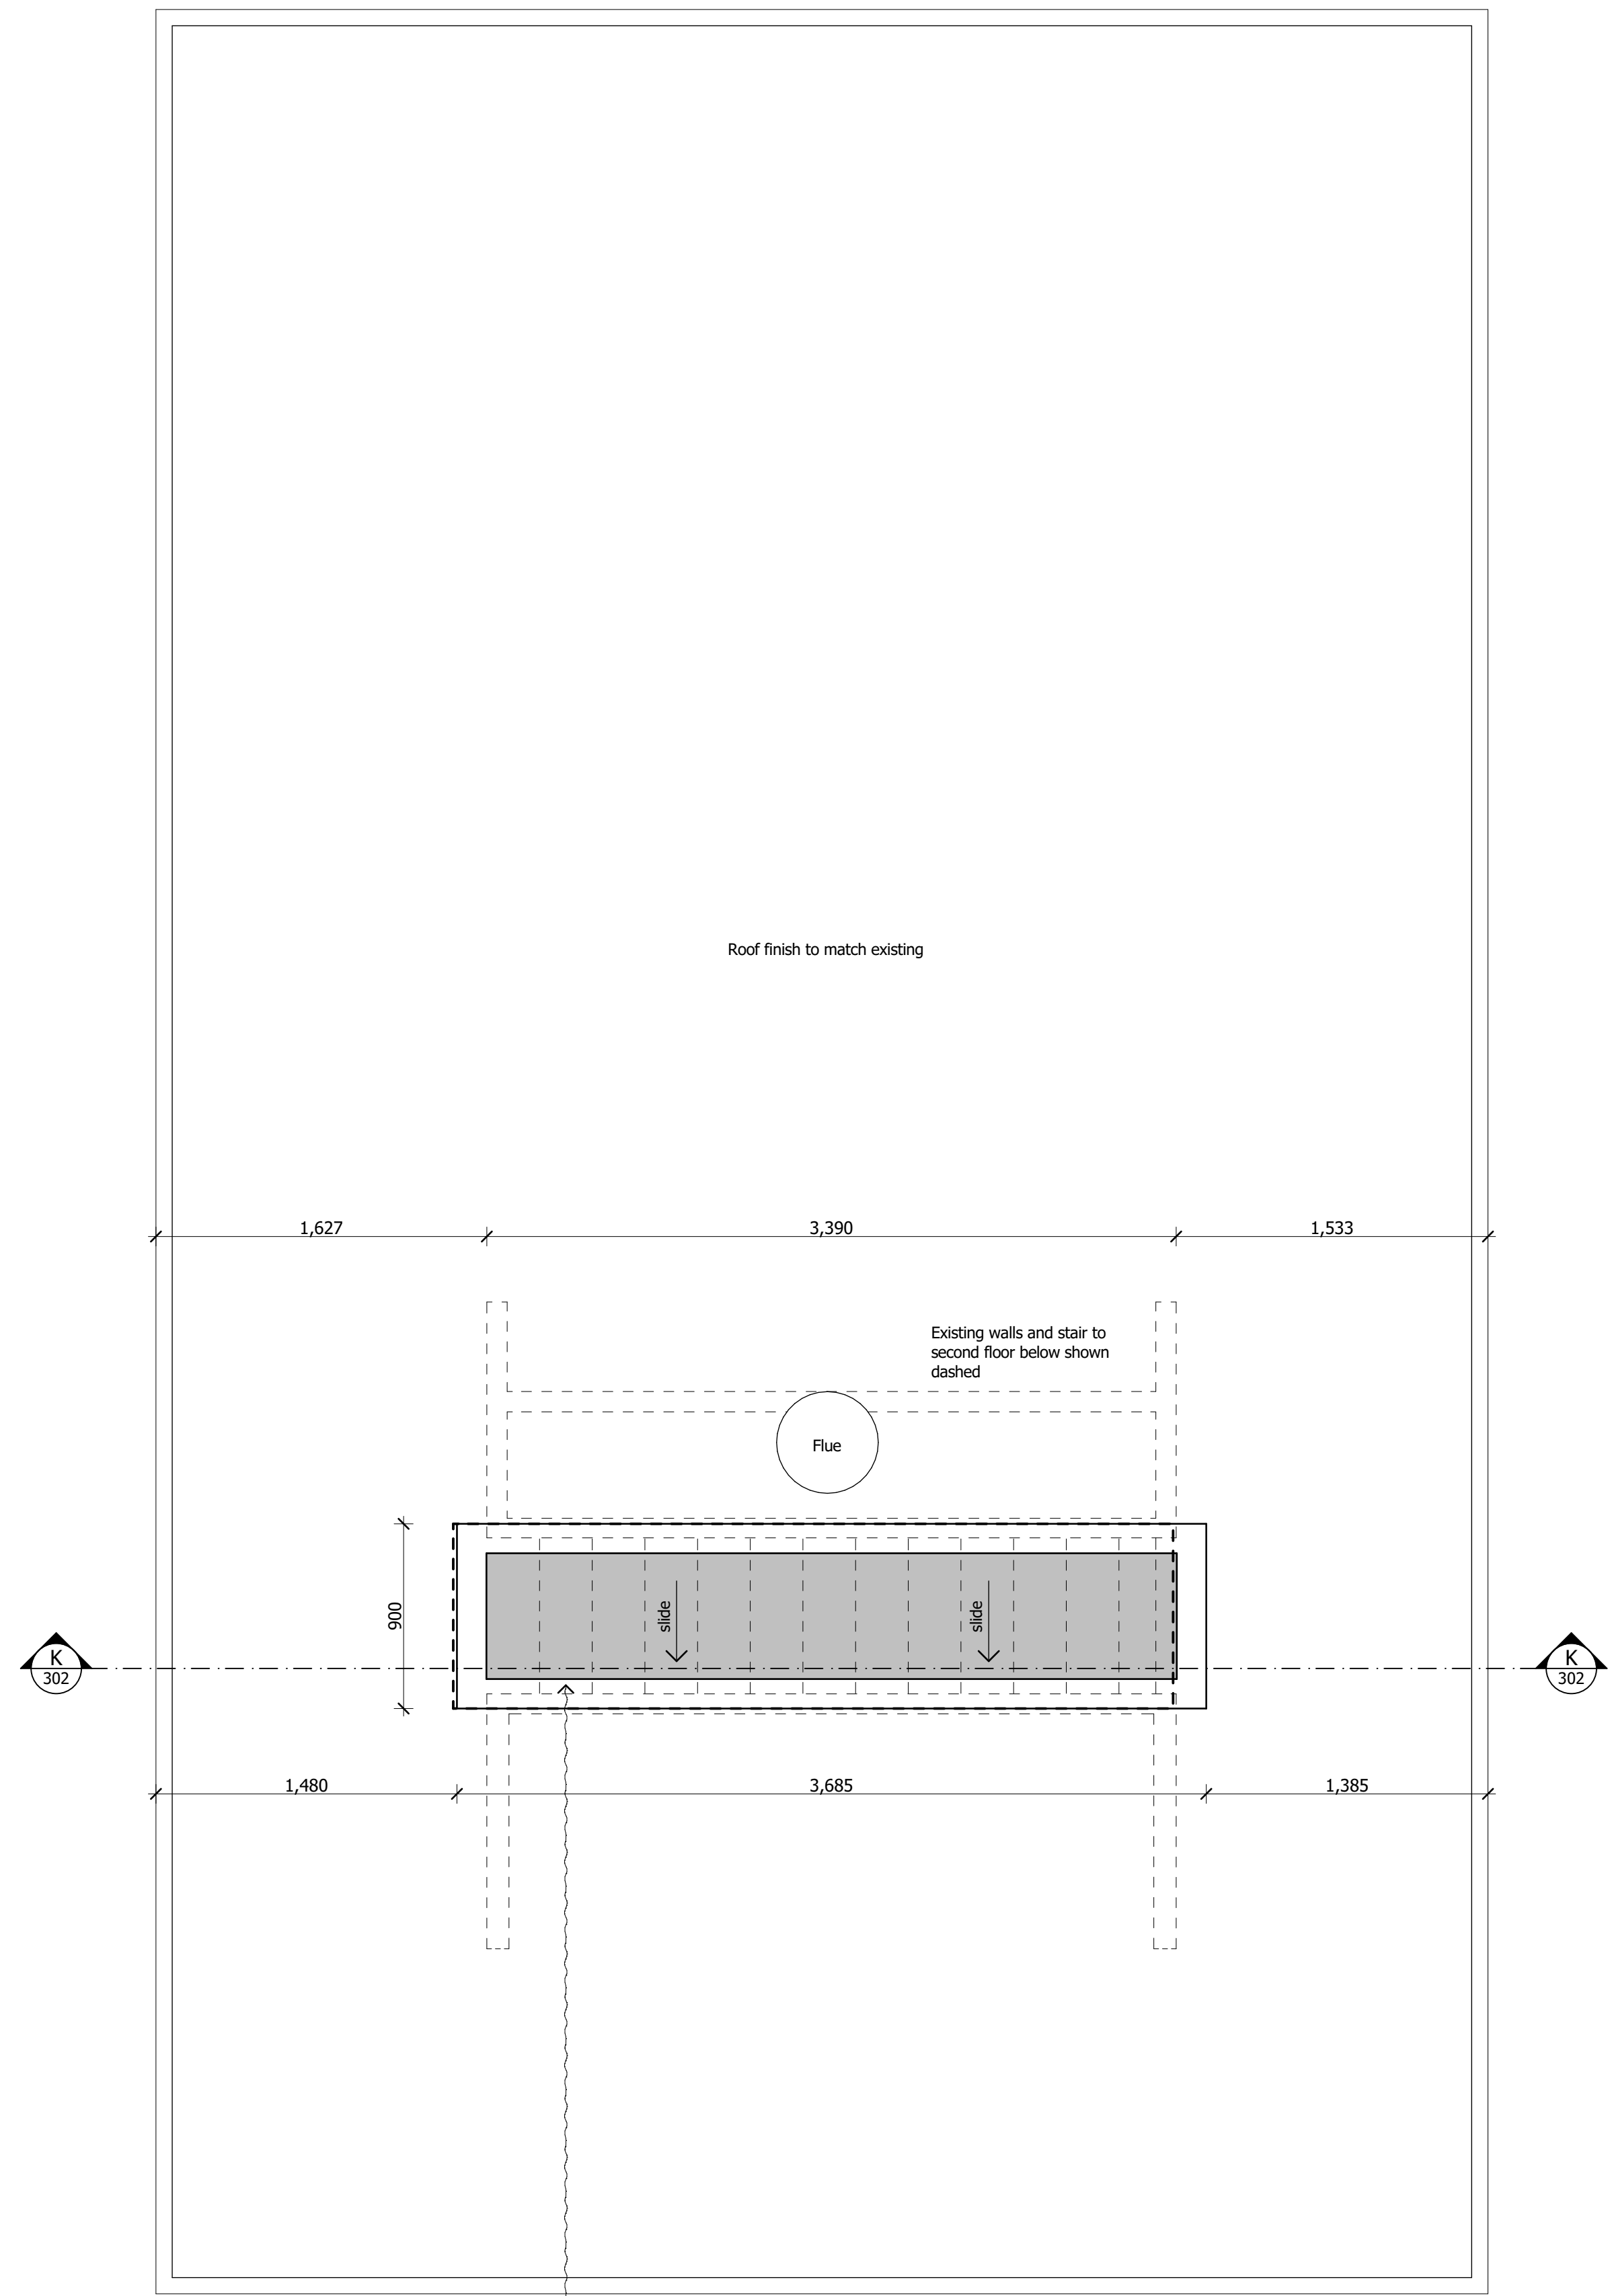 Roof finish to match existing
1,627
3,390
1,533
Existing walls and stair to
second floor below shown
dashed
Flue
900
slide
slide
K
302
K
302
1,480
3,685
1,385